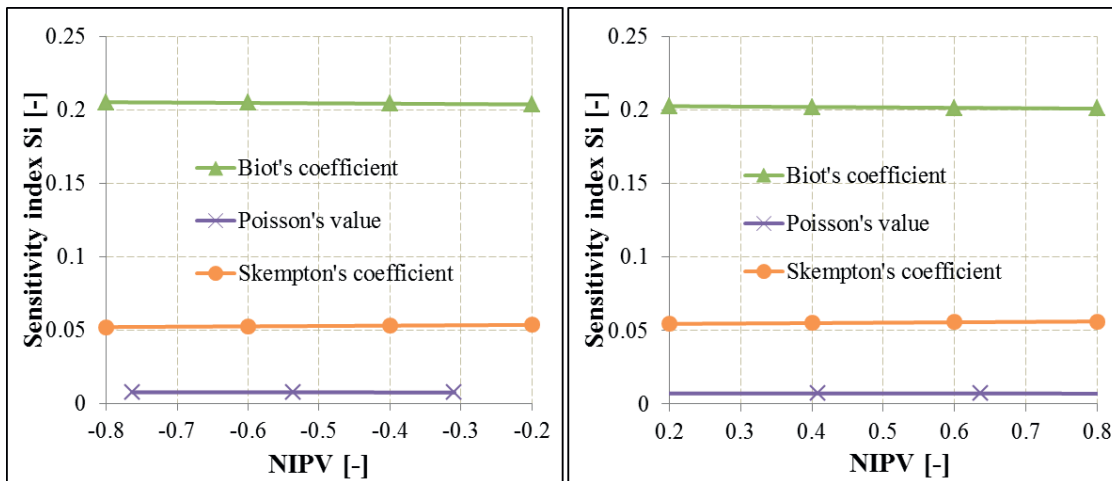 Sensitivity index Si [-]
0.25
0.2
0.15
0.1
0.05
0
Biot's coefficient
Poisson's value
Skempton's coefficient
-0.8 -0.7 -0.6 -0.5 -0.4 -0.3 -0.2
NIPV [-]
Sensitivity index Si [-]
0.25
0.2
0.15
0.1
0.05
0
Biot's coefficient
Poisson's value
Skempton's coefficient
0.2 0.3 0.4 0.5 0.6 0.7 0.8
NIPV [-]